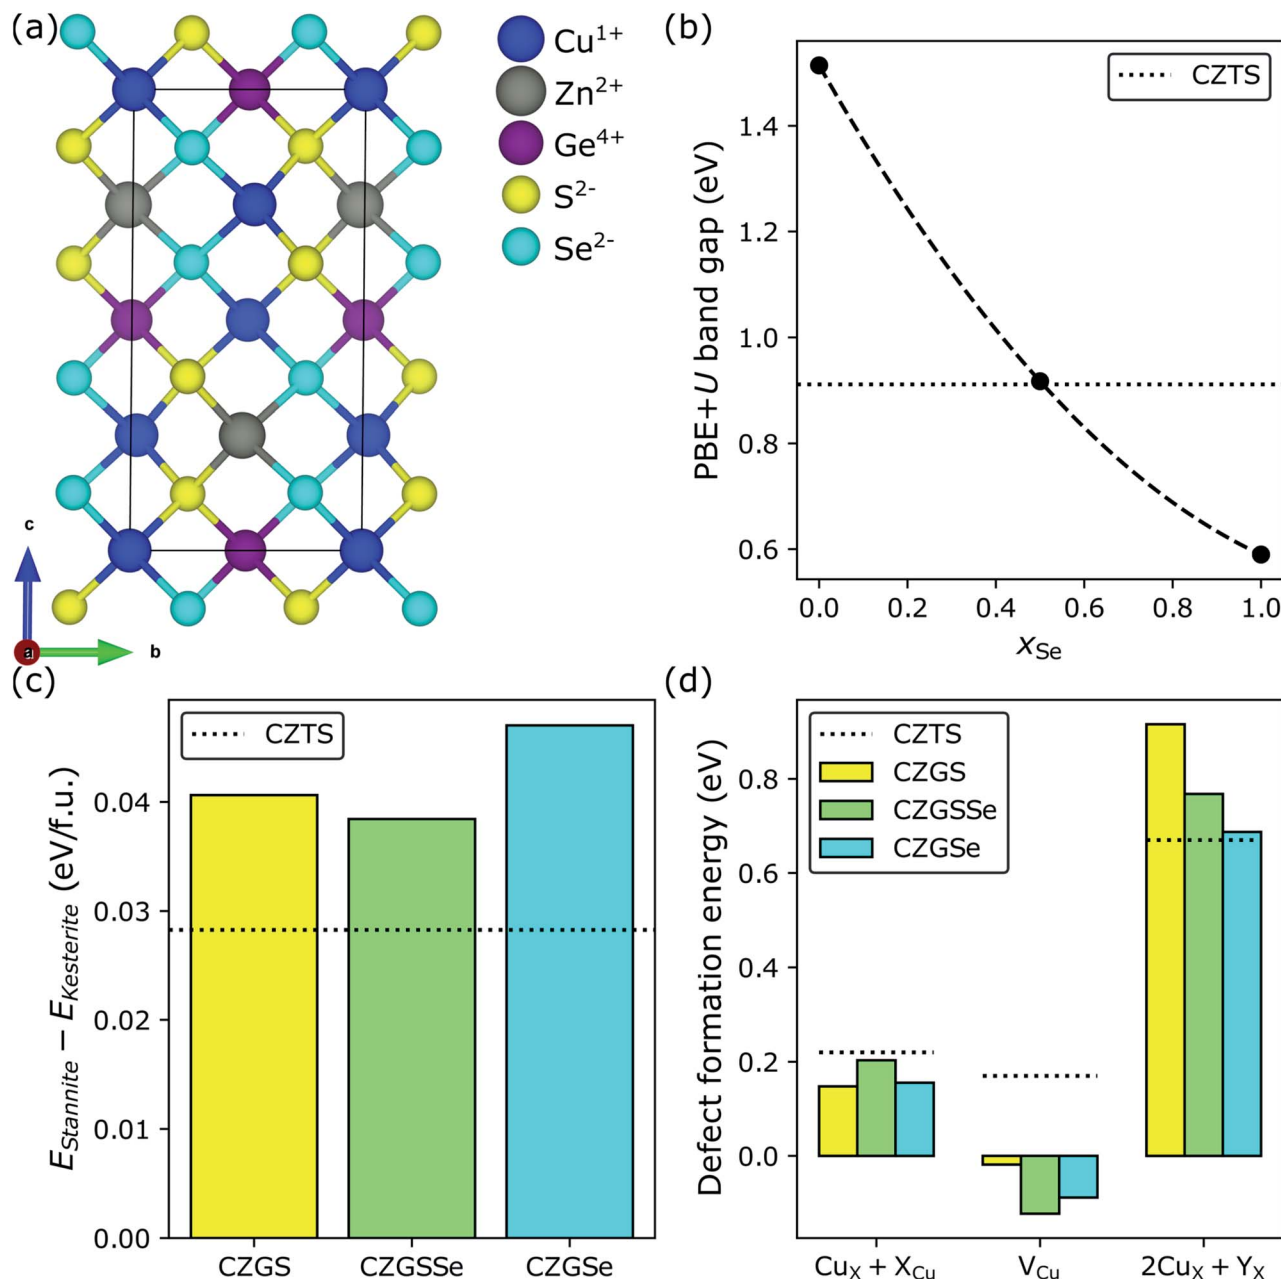 (a)
Cu1+
Zn2+
Ge4+
S2-
Se2-
c
a
b
(b)
CZTS
PBE+U band gap (eV)
1.4
1.2
1.0
0.8
0.6
0.0 0.2 0.4 0.6 0.8 1.0
xSe
(c)
CZTS
EStannite − EKesterite (eV/f.u.)
0.04
0.03
0.02
0.01
0.00
CZGS CZGSSe CZGSe
(d)
CZTS
CZGS
CZGSSe
CZGSe
Defect formation energy (eV)
0.8
0.6
0.4
0.2
0.0
CuX + XCu VCu 2CuX + YX